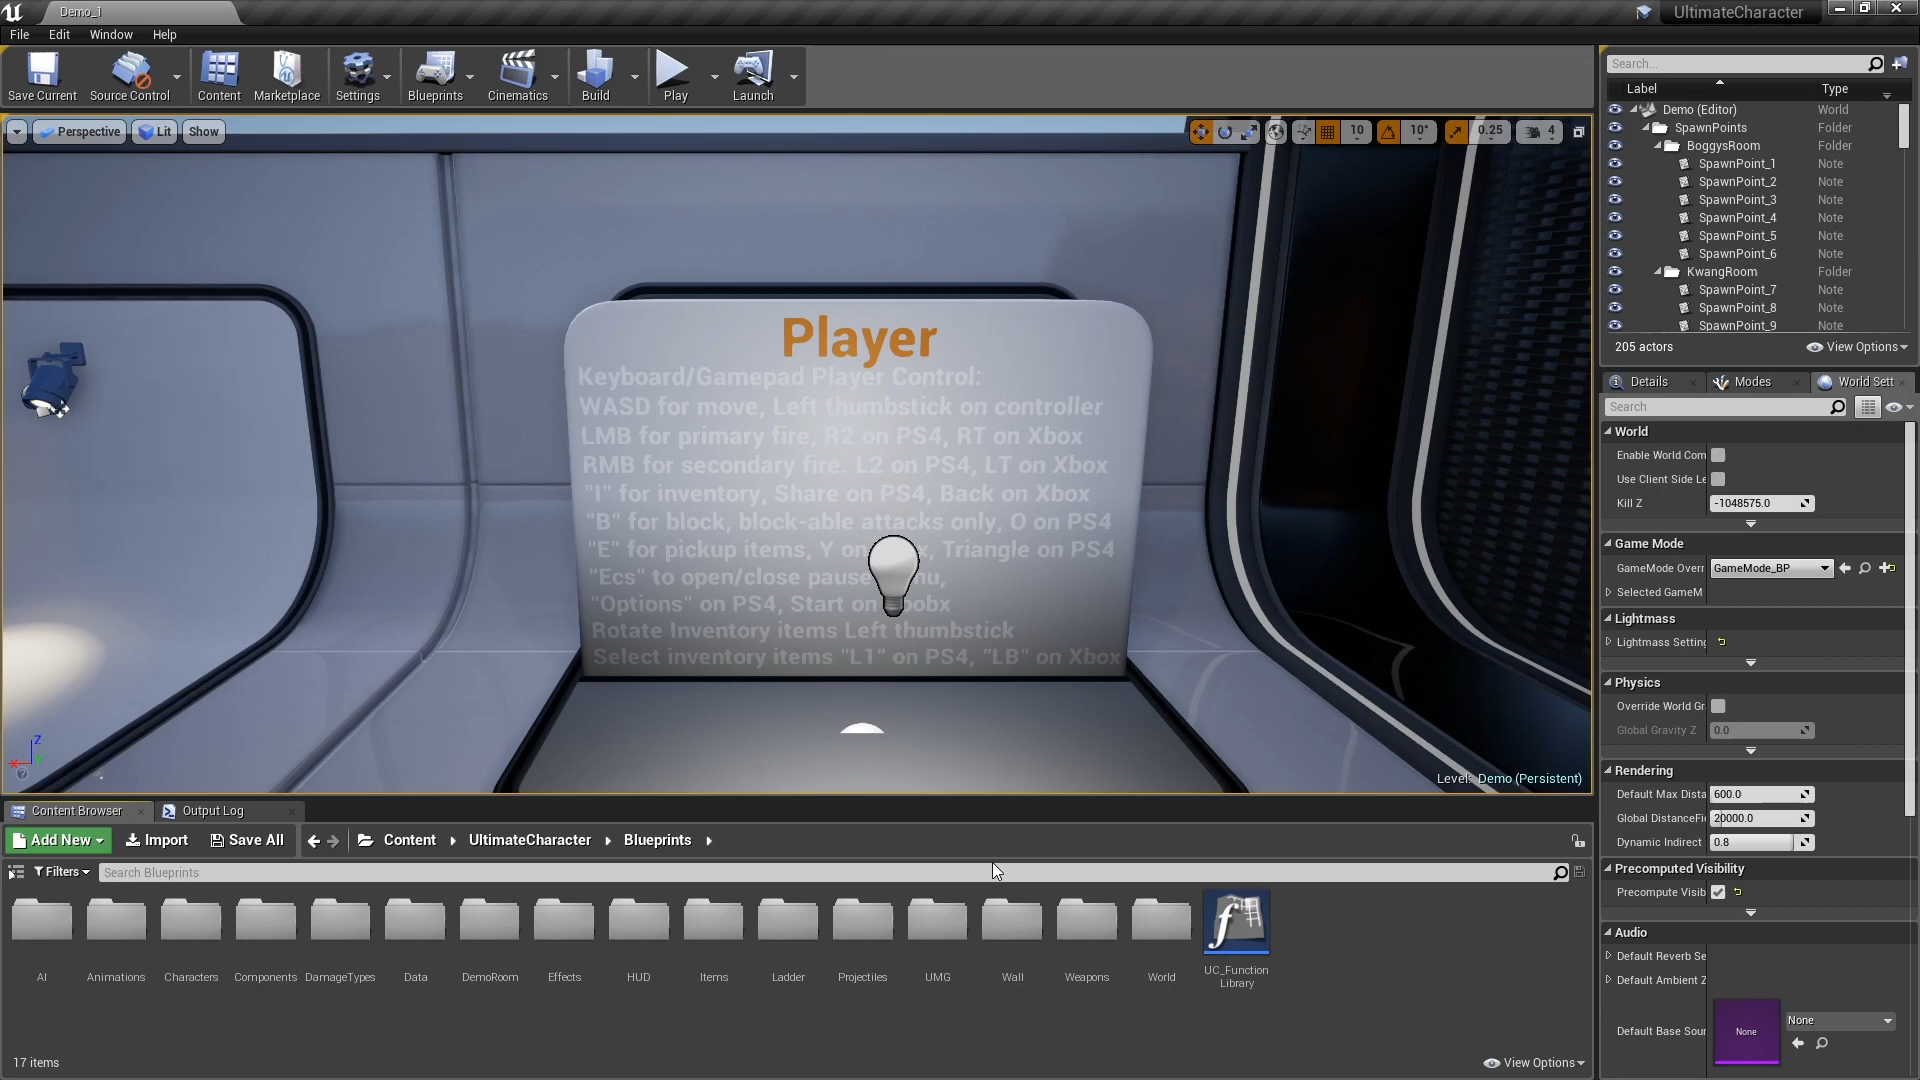 Demo_1
UltimateCharacter
File Edit Window Help
Save Current Source Control Content Marketplace Settings Blueprints Cinematics Build Play Launch
Perspective Lit Show
10 10° 0.25 4
Player
Keyboard/Gamepad Player Control:
WASD for move, Left thumbstick on controller
LMB for primary fire, R2 on PS4, RT on Xbox
RMB for secondary fire. L2 on PS4, LT on Xbox
"I" for inventory, Share on PS4, Back on Xbox
"B" for block, block-able attacks only, O on PS4
"E" for pickup items, Y on x, Triangle on PS4
"Ecs" to open/close pause nu,
"Options" on PS4, Start on oobx
Rotate Inventory items Left thumbstick
Select inventory items "L1" on PS4, "LB" on Xbox
Z
X
Level: Demo (Persistent)
Search...
Label Type
Demo (Editor) World
SpawnPoints Folder
BoggysRoom Folder
SpawnPoint_1 Note
SpawnPoint_2 Note
SpawnPoint_3 Note
SpawnPoint_4 Note
SpawnPoint_5 Note
SpawnPoint_6 Note
KwangRoom Folder
SpawnPoint_7 Note
SpawnPoint_8 Note
SpawnPoint_9 Note
205 actors View Options
Details Modes World Sett
Search
World
Enable World Com
Use Client Side Le
Kill Z -1048575.0
Game Mode
GameMode Overr GameMode_BP
Selected GameM
Lightmass
Lightmass Setting
Physics
Override World Gr
Global Gravity Z 0.0
Rendering
Default Max Dista 600.0
Global DistanceFie 20000.0
Dynamic Indirect 0.8
Precomputed Visibility
Precompute Visib
Audio
Default Reverb Se
Default Ambient Z
Default Base Soun None None
Content Browser Output Log
Add New Import Save All Content UltimateCharacter Blueprints
Filters Search Blueprints
AI Animations Characters Components DamageTypes Data DemoRoom Effects HUD Items Ladder Projectiles UMG Wall Weapons World UC_Function
Library
17 items View Options